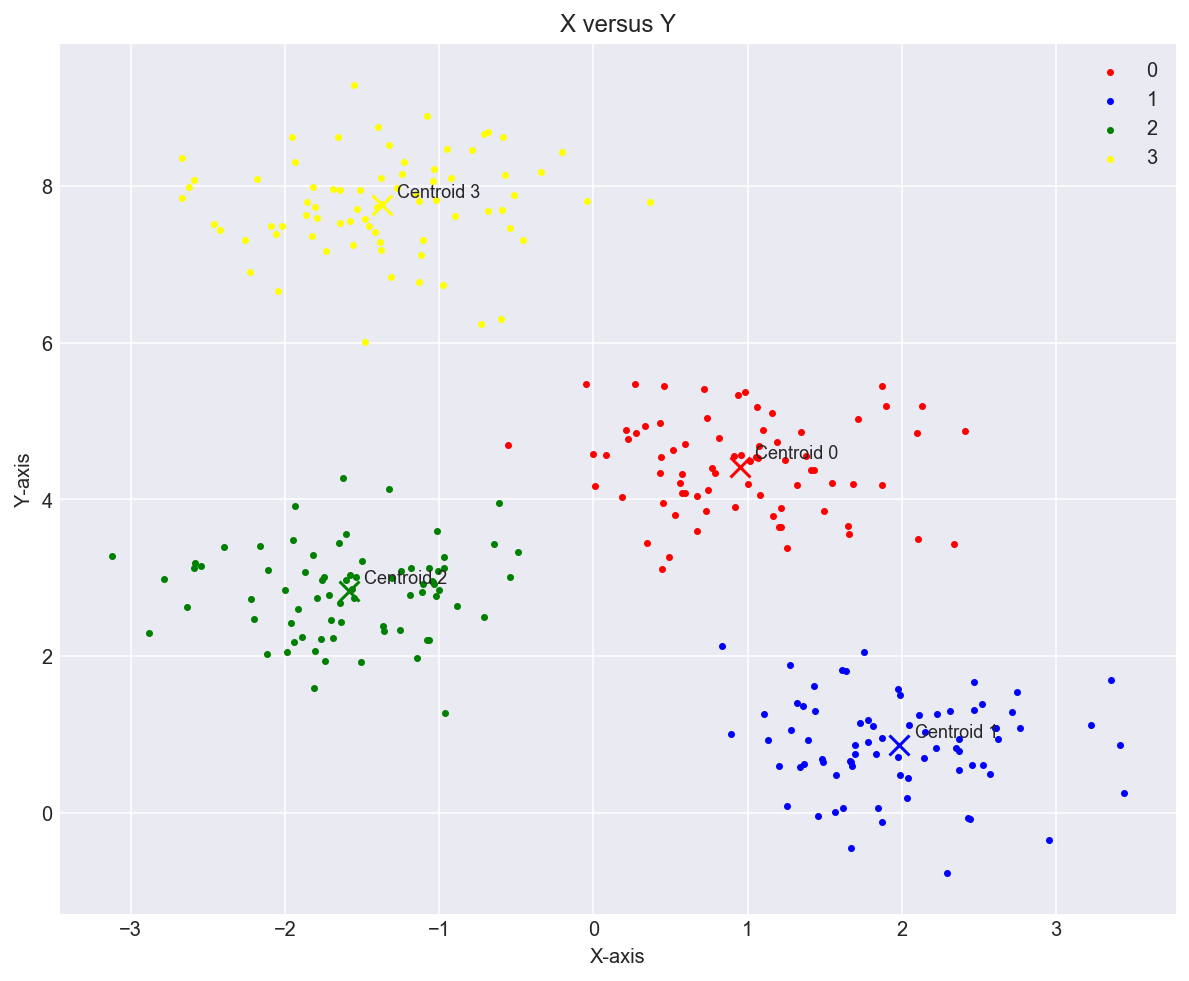 X versus Y
0
1
2
3
8
6
4
2
0
Y-axis
Centroid 3
Centroid 0
Centroid 2
Centroid 1
−3
−2
−1
0
1
2
3
X-axis